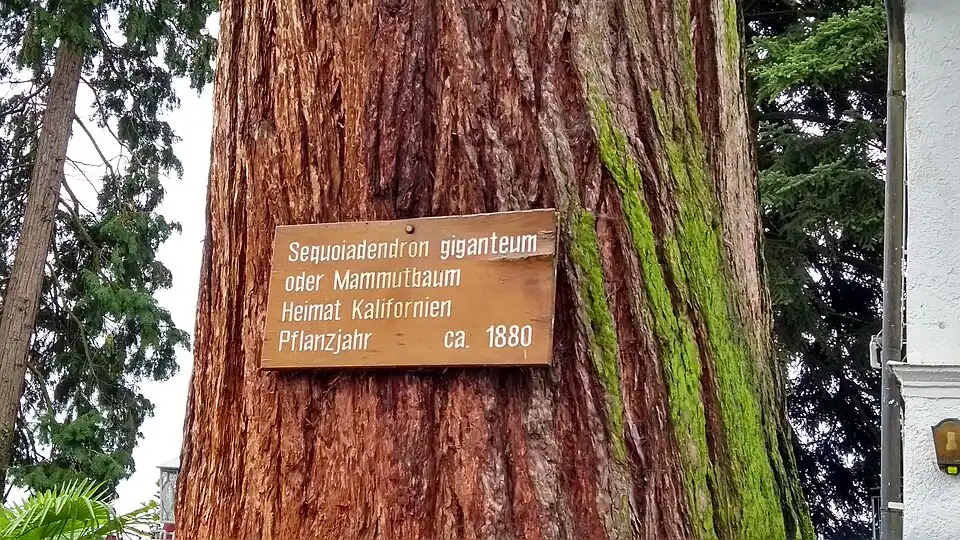 Sequoiadendron giganteum
oder Mammutbaum
Heimat Kalifornien
Pflanzjahr ca. 1880